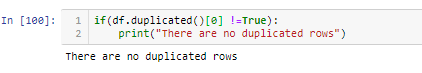 In [100]: 1 if(df.duplicated()[0] !=True):
2 print("There are no duplicated rows")
There are no duplicated rows